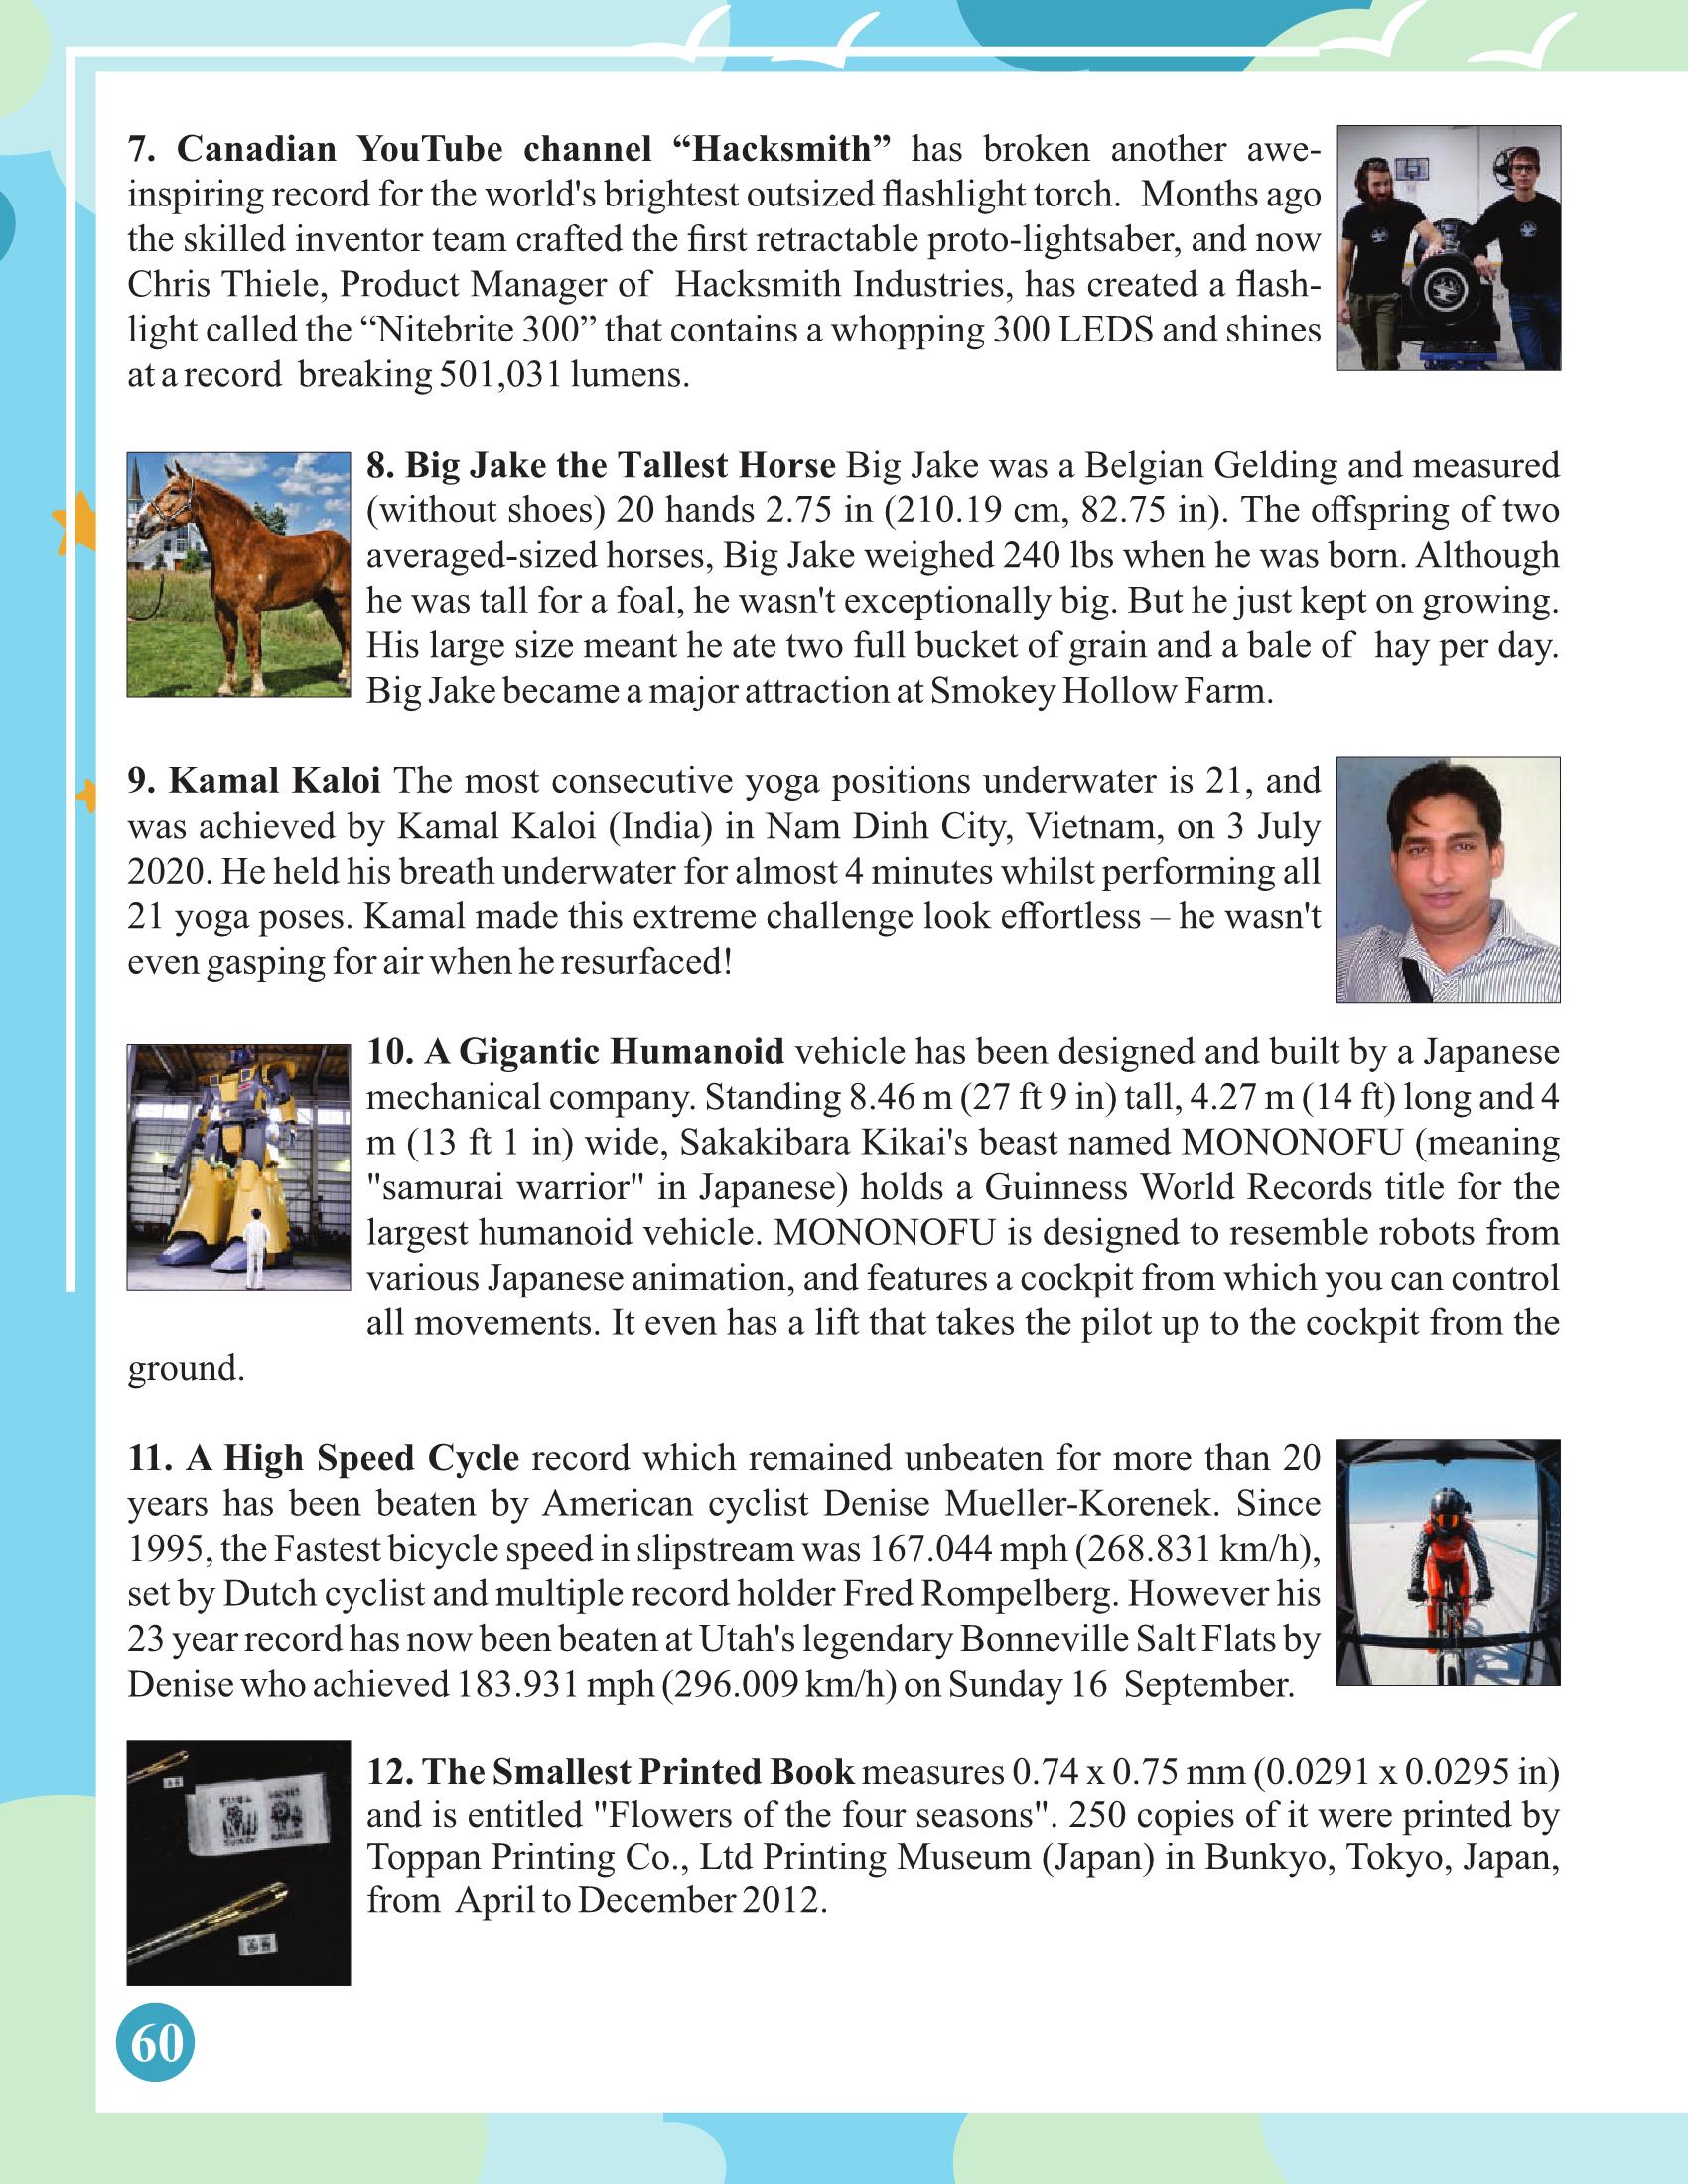 7. Canadian YouTube channel “Hacksmith” has broken another awe-
inspiring record for the world's brightest outsized flashlight torch. Months ago
the skilled inventor team crafted the first retractable proto-lightsaber, and now
Chris Thiele, Product Manager of Hacksmith Industries, has created a flash-
light called the “Nitebrite 300” that contains a whopping 300 LEDS and shines
at a record breaking 501,031 lumens.
8. Big Jake the Tallest Horse Big Jake was a Belgian Gelding and measured
(without shoes) 20 hands 2.75 in (210.19 cm, 82.75 in). The offspring of two
averaged-sized horses, Big Jake weighed 240 lbs when he was born. Although
he was tall for a foal, he wasn't exceptionally big. But he just kept on growing.
His large size meant he ate two full bucket of grain and a bale of hay per day.
Big Jake became a major attraction at Smokey Hollow Farm.
9. Kamal Kaloi The most consecutive yoga positions underwater is 21, and
was achieved by Kamal Kaloi (India) in Nam Dinh City, Vietnam, on 3 July
2020. He held his breath underwater for almost 4 minutes whilst performing all
21 yoga poses. Kamal made this extreme challenge look effortless – he wasn't
even gasping for air when he resurfaced!
10. A Gigantic Humanoid vehicle has been designed and built by a Japanese
mechanical company. Standing 8.46 m (27 ft 9 in) tall, 4.27 m (14 ft) long and 4
m (13 ft 1 in) wide, Sakakibara Kikai's beast named MONONOFU (meaning
"samurai warrior" in Japanese) holds a Guinness World Records title for the
largest humanoid vehicle. MONONOFU is designed to resemble robots from
various Japanese animation, and features a cockpit from which you can control
all movements. It even has a lift that takes the pilot up to the cockpit from the
ground.
11. A High Speed Cycle record which remained unbeaten for more than 20
years has been beaten by American cyclist Denise Mueller-Korenek. Since
1995, the Fastest bicycle speed in slipstream was 167.044 mph (268.831 km/h),
set by Dutch cyclist and multiple record holder Fred Rompelberg. However his
23 year record has now been beaten at Utah's legendary Bonneville Salt Flats by
Denise who achieved 183.931 mph (296.009 km/h) on Sunday 16 September.
12. The Smallest Printed Book measures 0.74 x 0.75 mm (0.0291 x 0.0295 in)
and is entitled "Flowers of the four seasons". 250 copies of it were printed by
Toppan Printing Co., Ltd Printing Museum (Japan) in Bunkyo, Tokyo, Japan,
from April to December 2012.
60